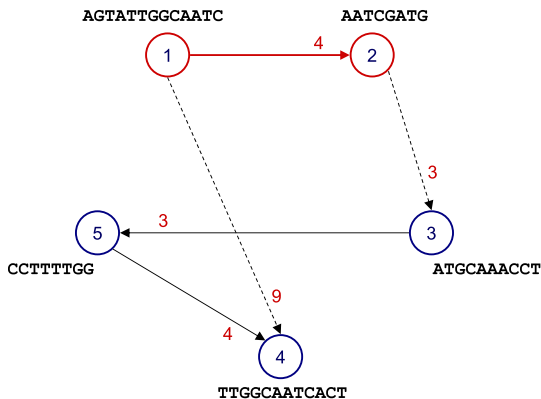 AGTATTGGCAATC AATCGATG
1 4 2
3
5 3 3
CCTTTTGG ATGCAAACCT
9
4 4
TTGGCAATCACT